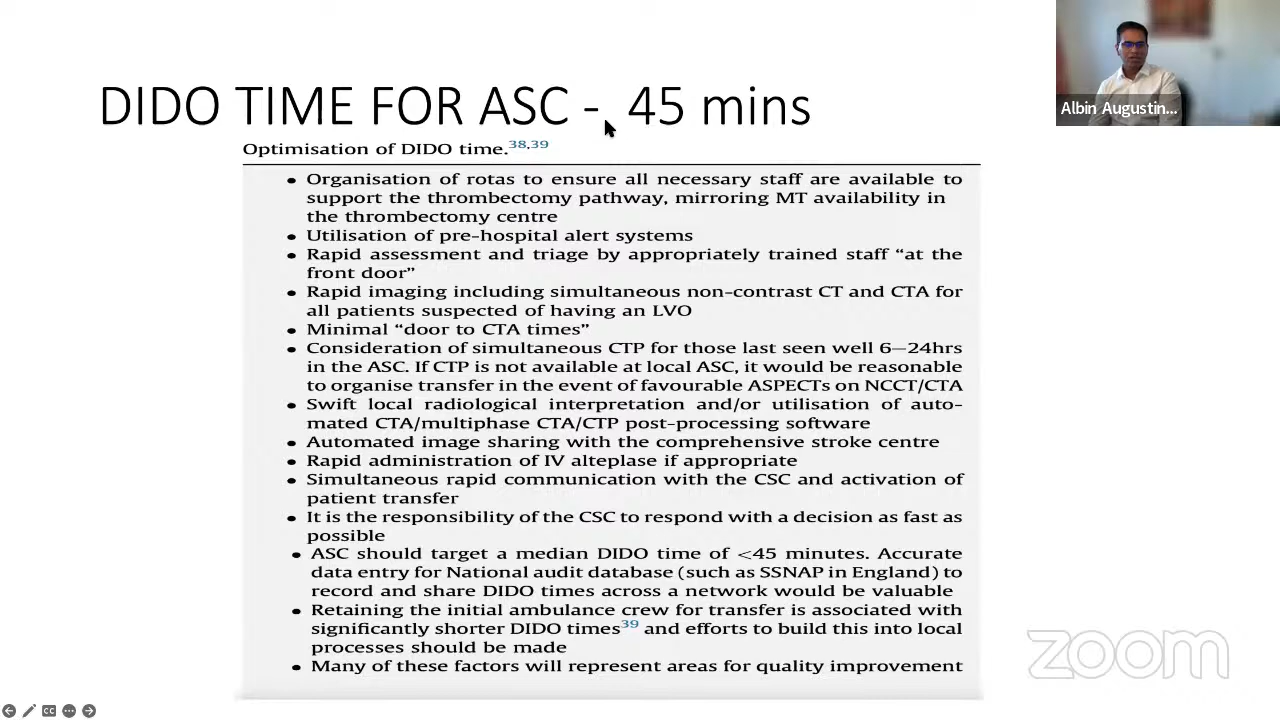 DIDO TIME FOR ASC - 45 mins
Albin Augustin...
Optimisation of DIDO time.38,39
• Organisation of rotas to ensure all necessary staff are available to
support the thrombectomy pathway, mirroring MT availability in
the thrombectomy centre
• Utilisation of pre-hospital alert systems
• Rapid assessment and triage by appropriately trained staff “at the
front door”
• Rapid imaging including simultaneous non-contrast CT and CTA for
all patients suspected of having an LVO
• Minimal “door to CTA times”
• Consideration of simultaneous CTP for those last seen well 6–24hrs
in the ASC. If CTP is not available at local ASC, it would be reasonable
to organise transfer in the event of favourable ASPECTs on NCCT/CTA
• Swift local radiological interpretation and/or utilisation of auto-
mated CTA/multiphase CTA/CTP post-processing software
• Automated image sharing with the comprehensive stroke centre
• Rapid administration of IV alteplase if appropriate
• Simultaneous rapid communication with the CSC and activation of
patient transfer
• It is the responsibility of the CSC to respond with a decision as fast as
possible
• ASC should target a median DIDO time of <45 minutes. Accurate
data entry for National audit database (such as SSNAP in England) to
record and share DIDO times across a network would be valuable
• Retaining the initial ambulance crew for transfer is associated with
significantly shorter DIDO times39 and efforts to build this into local
processes should be made
• Many of these factors will represent areas for quality improvement
zoom
CC